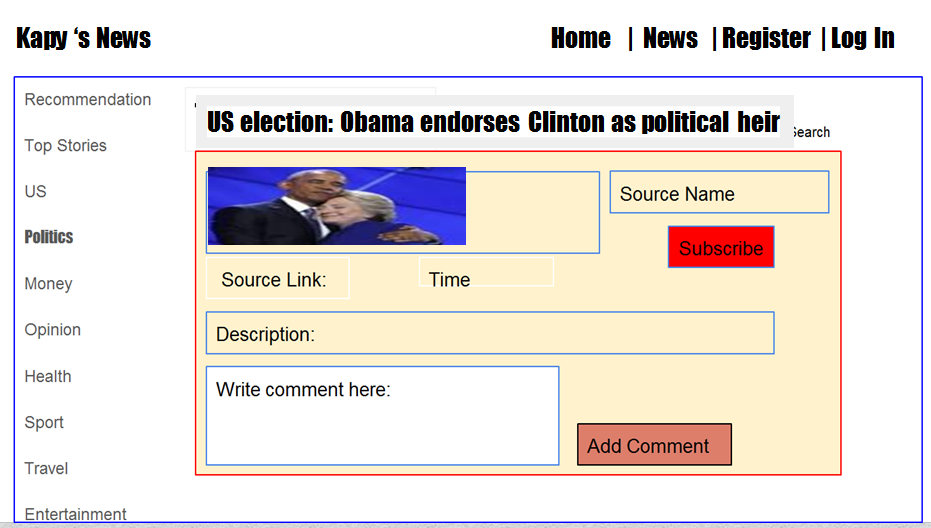 Kapy ‘s News
Home | News | Register | Log In
Recommendation
US election: Obama endorses Clinton as political heir
Search
Top Stories
US
Source Name
Politics
Subscribe
Source Link:
Time
Money
Opinion
Description:
Health
Write comment here:
Sport
Add Comment
Travel
Entertainment